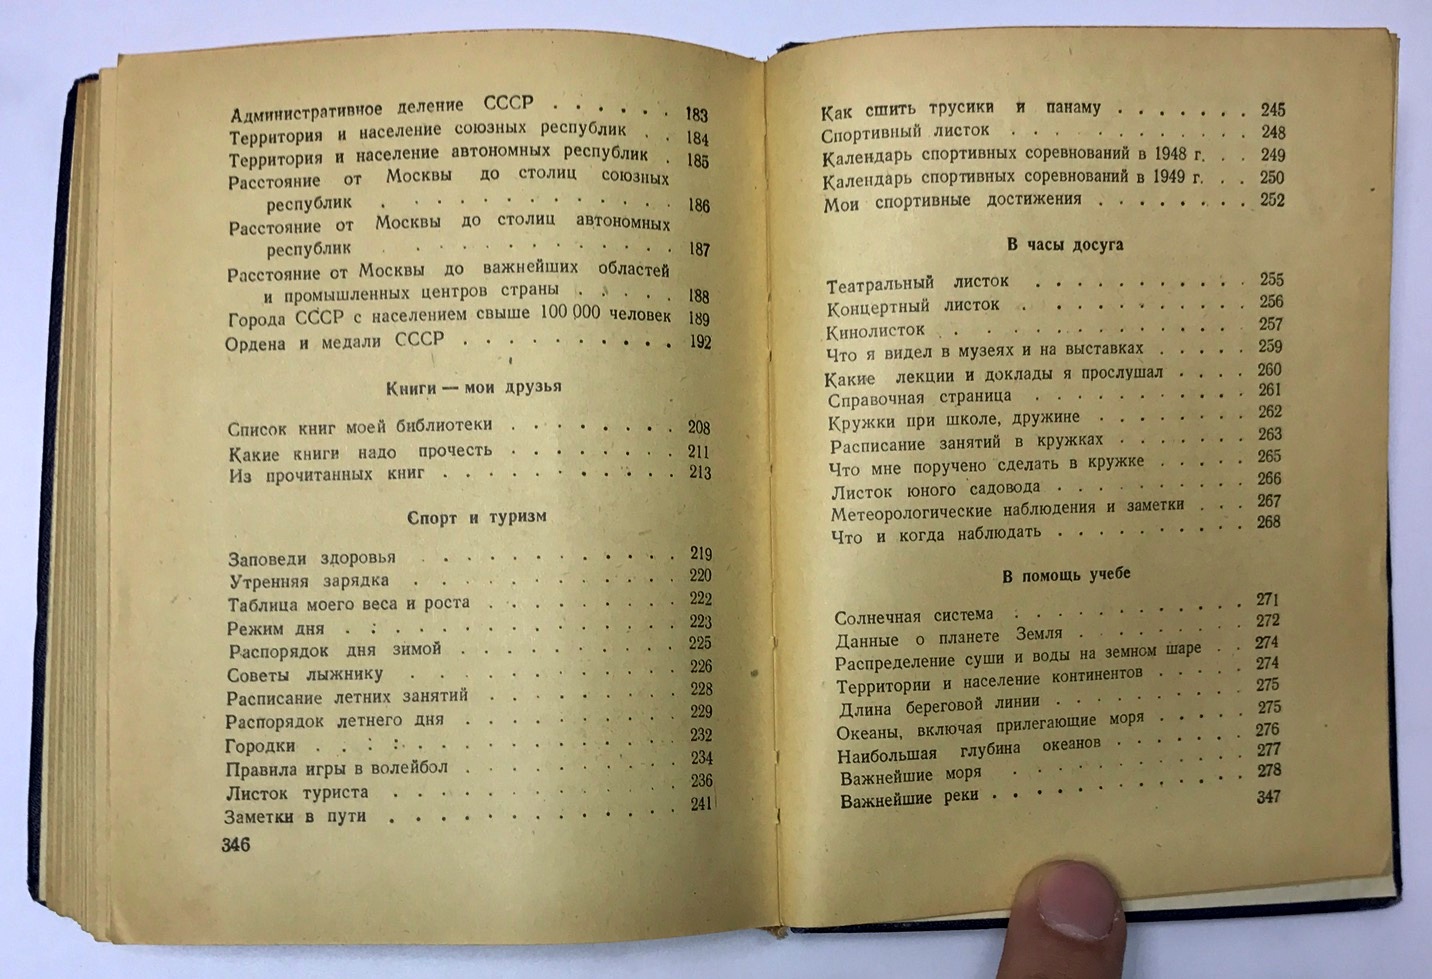 Административное деление СССР . . . . . . 183
Территория и население союзных республик . . 184
Территория и население автономных республик . 185
Расстояние от Москвы до столиц союзных
республик . . . . . . . . . . . . 186
Расстояние от Москвы до столиц автономных
республик . . . . . . . . . . . . 187
Расстояние от Москвы до важнейших областей
и промышленных центров страны . . . . . 188
Города СССР с населением свыше 100 000 человек 189
Ордена и медали СССР . . . . . . . . . . 192
Книги — мои друзья
Список книг моей библиотеки . . . . . . . . 208
Какие книги надо прочесть . . . . . . . . 211
Из прочитанных книг . . . . . . . . . . . 213
Спорт и туризм
Заповеди здоровья . . . . . . . . . . . . 219
Утренняя зарядка . . . . . . . . . . . . 220
Таблица моего веса и роста . . . . . . . . . 222
Режим дня . . . . . . . . . . . . . . 223
Распорядок дня зимой . . . . . . . . . . 225
Советы лыжнику . . . . . . . . . . . . 226
Расписание летних занятий . . . . . . . . . 228
Распорядок летнего дня . . . . . . . . . . 229
Городки . . . . . . . . . . . . . . . 232
Правила игры в волейбол . . . . . . . . . . 234
Листок туриста . . . . . . . . . . . . . 236
Заметки в пути . . . . . . . . . . . . . 241
346
Как сшить трусики и панаму . . . . . . . 245
Спортивный листок . . . . . . . . . . . 248
Календарь спортивных соревнований в 1948 г. . . 249
Календарь спортивных соревнований в 1949 г. . . 250
Мои спортивные достижения . . . . . . . . 252
В часы досуга
Театральный листок . . . . . . . . . . . 255
Концертный листок . . . . . . . . . . . 256
Кинолисток . . . . . . . . . . . . . 257
Что я видел в музеях и на выставках . . . . . 259
Какие лекции и доклады я прослушал . . . . 260
Справочная страница . . . . . . . . . . . 261
Кружки при школе, дружине . . . . . . . . 262
Расписание занятий в кружках . . . . . . . 263
Что мне поручено сделать в кружке . . . . . 265
Листок юного садовода . . . . . . . . . . 266
Метеорологические наблюдения и заметки . . . 267
Что и когда наблюдать . . . . . . . . . . 268
В помощь учебе
Солнечная система . . . . . . . . . . . 271
Данные о планете Земля . . . . . . . . . 272
Распределение суши и воды на земном шаре . . 274
Территории и население континентов . . . . . 274
Длина береговой линии . . . . . . . . . . 275
Океаны, включая прилегающие моря . . . . . 275
Наибольшая глубина океанов . . . . . . . 276
Важнейшие моря . . . . . . . . . . . . 277
Важнейшие реки . . . . . . . . . . . . 278
347